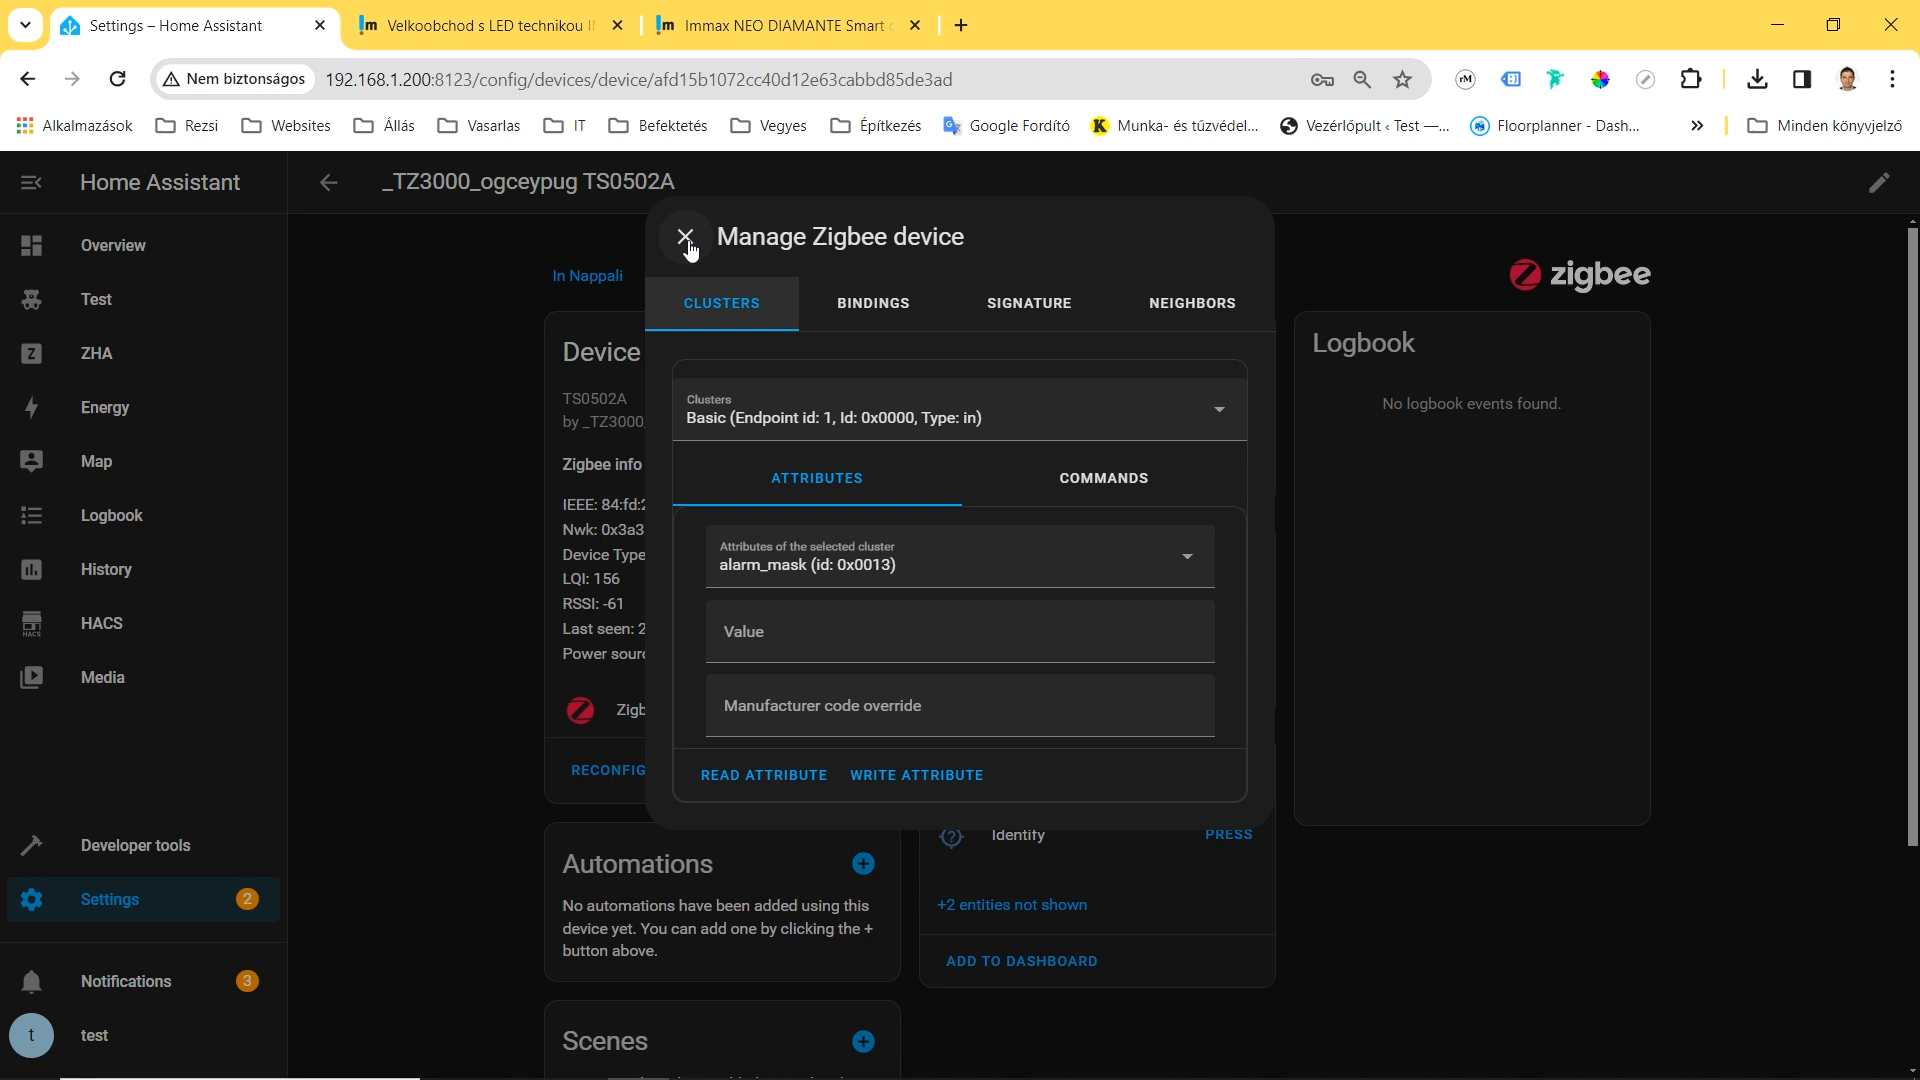 Settings – Home Assistant
Velkoobchod s LED technikou
Immax NEO DIAMANTE Smart
Nem biztonságos
192.168.1.200:8123/config/devices/device/afd15b1072cc40d12e63cabbd85de3ad
Alkalmazások
Rezsi
Websites
Állás
Vasarlas
IT
Befektetés
Vegyes
Építkezés
Google Fordító
Munka- és tűzvédel...
Vezérlőpult ‹ Test —...
Floorplanner - Dash...
»
Minden könyvjelző
Home Assistant
_TZ3000_ogceypug TS0502A
Overview
Test
ZHA
Energy
Map
Logbook
History
HACS
Media
Developer tools
Settings 2
Notifications 3
t test
In Nappali
zigbee
Device
TS0502A
by _TZ3000
Zigbee info
IEEE: 84:fd:2
Nwk: 0x3a3
Device Type
LQI: 156
RSSI: -61
Last seen: 2
Power sour
Zigb
RECONFIG
Manage Zigbee device
CLUSTERS
BINDINGS
SIGNATURE
NEIGHBORS
Clusters
Basic (Endpoint id: 1, Id: 0x0000, Type: in)
ATTRIBUTES
COMMANDS
Attributes of the selected cluster
alarm_mask (id: 0x0013)
Value
Manufacturer code override
READ ATTRIBUTE
WRITE ATTRIBUTE
Logbook
No logbook events found.
Automations
No automations have been added using this
device yet. You can add one by clicking the +
button above.
Scenes
Identify
PRESS
+2 entities not shown
ADD TO DASHBOARD